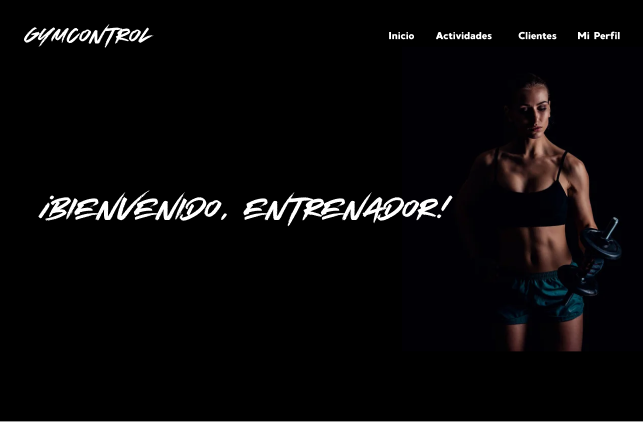 GYMCONTROL
Inicio Actividades Clientes Mi Perfil
¡BIENVENIDO, ENTRENADOR!